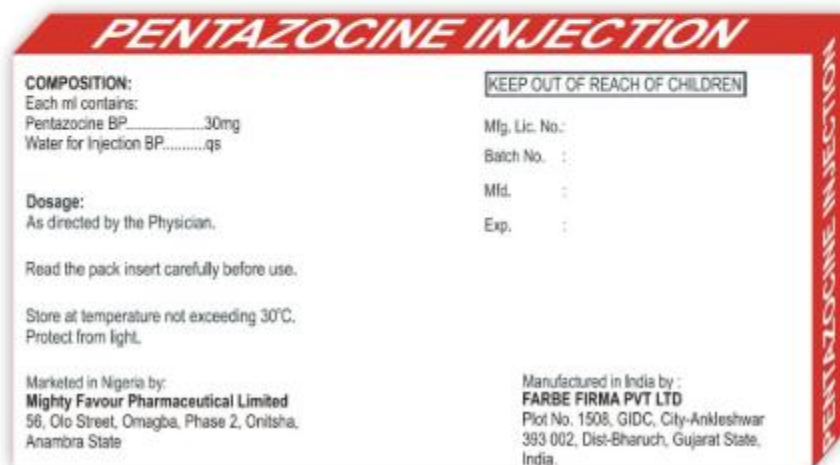 PENTAZOCINE INJECTION
COMPOSITION:
Each ml contains:
Pentazocine BP......................30mg
Water for Injection BP..........qs
Dosage:
As directed by the Physician.
Read the pack insert carefully before use.
Store at temperature not exceeding 30°C.
Protect from light.
Marketed in Nigeria by:
Mighty Favour Pharmaceutical Limited
56, Olo Street, Omagba, Phase 2, Onitsha,
Anambra State
KEEP OUT OF REACH OF CHILDREN
Mfg. Lic. No.:
Batch No. :
Mfd. :
Exp. :
Manufactured in India by :
FARBE FIRMA PVT LTD
Plot No. 1508, GIDC, City-Ankleshwar
393 002, Dist-Bharuch, Gujarat State,
India.
PENTAZOCINE INJECTION